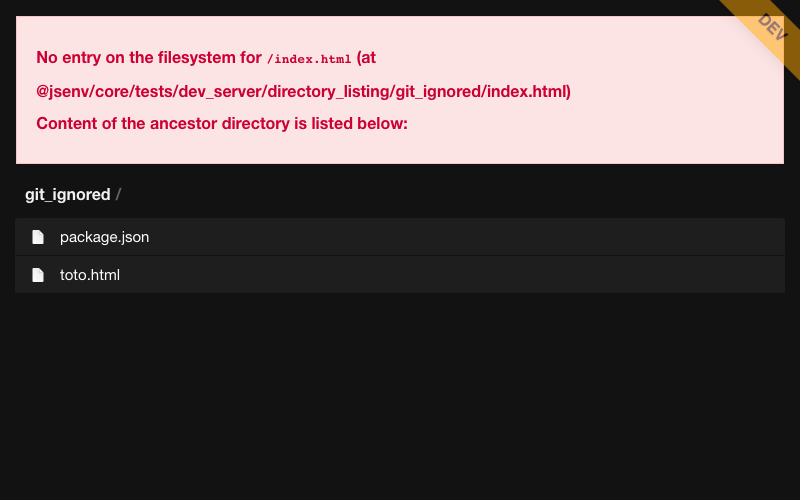 No entry on the filesystem for /index.html (at
@jsenv/core/tests/dev_server/directory_listing/git_ignored/index.html)
Content of the ancestor directory is listed below:
DEV
git_ignored /
package.json
toto.html